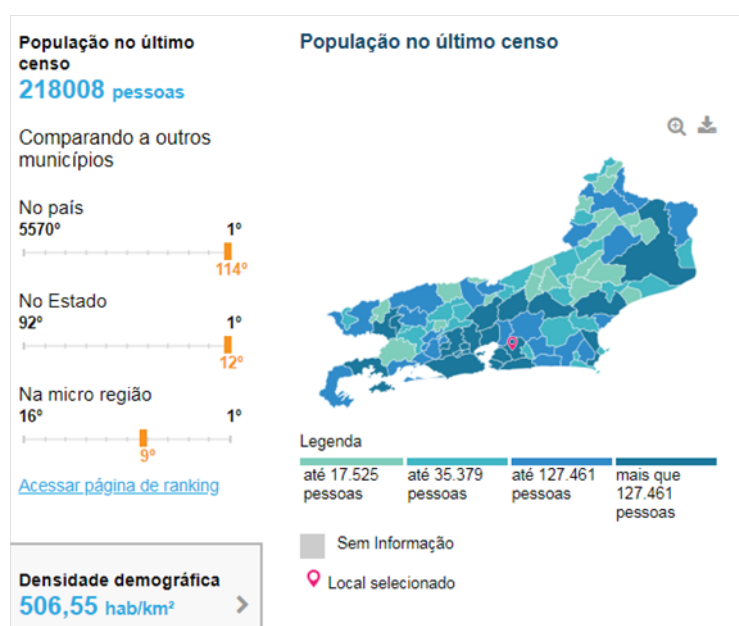 População no último
censo
218008 pessoas
Comparando a outros
municípios
No país
5570º 1º
114º
No Estado
92º 1º
12º
Na micro região
16º 1º
9º
Acessar página de ranking
Densidade demográfica
506,55 hab/km²
População no último censo
Legenda
até 17.525
pessoas
até 35.379
pessoas
até 127.461
pessoas
mais que
127.461
pessoas
Sem Informação
Local selecionado